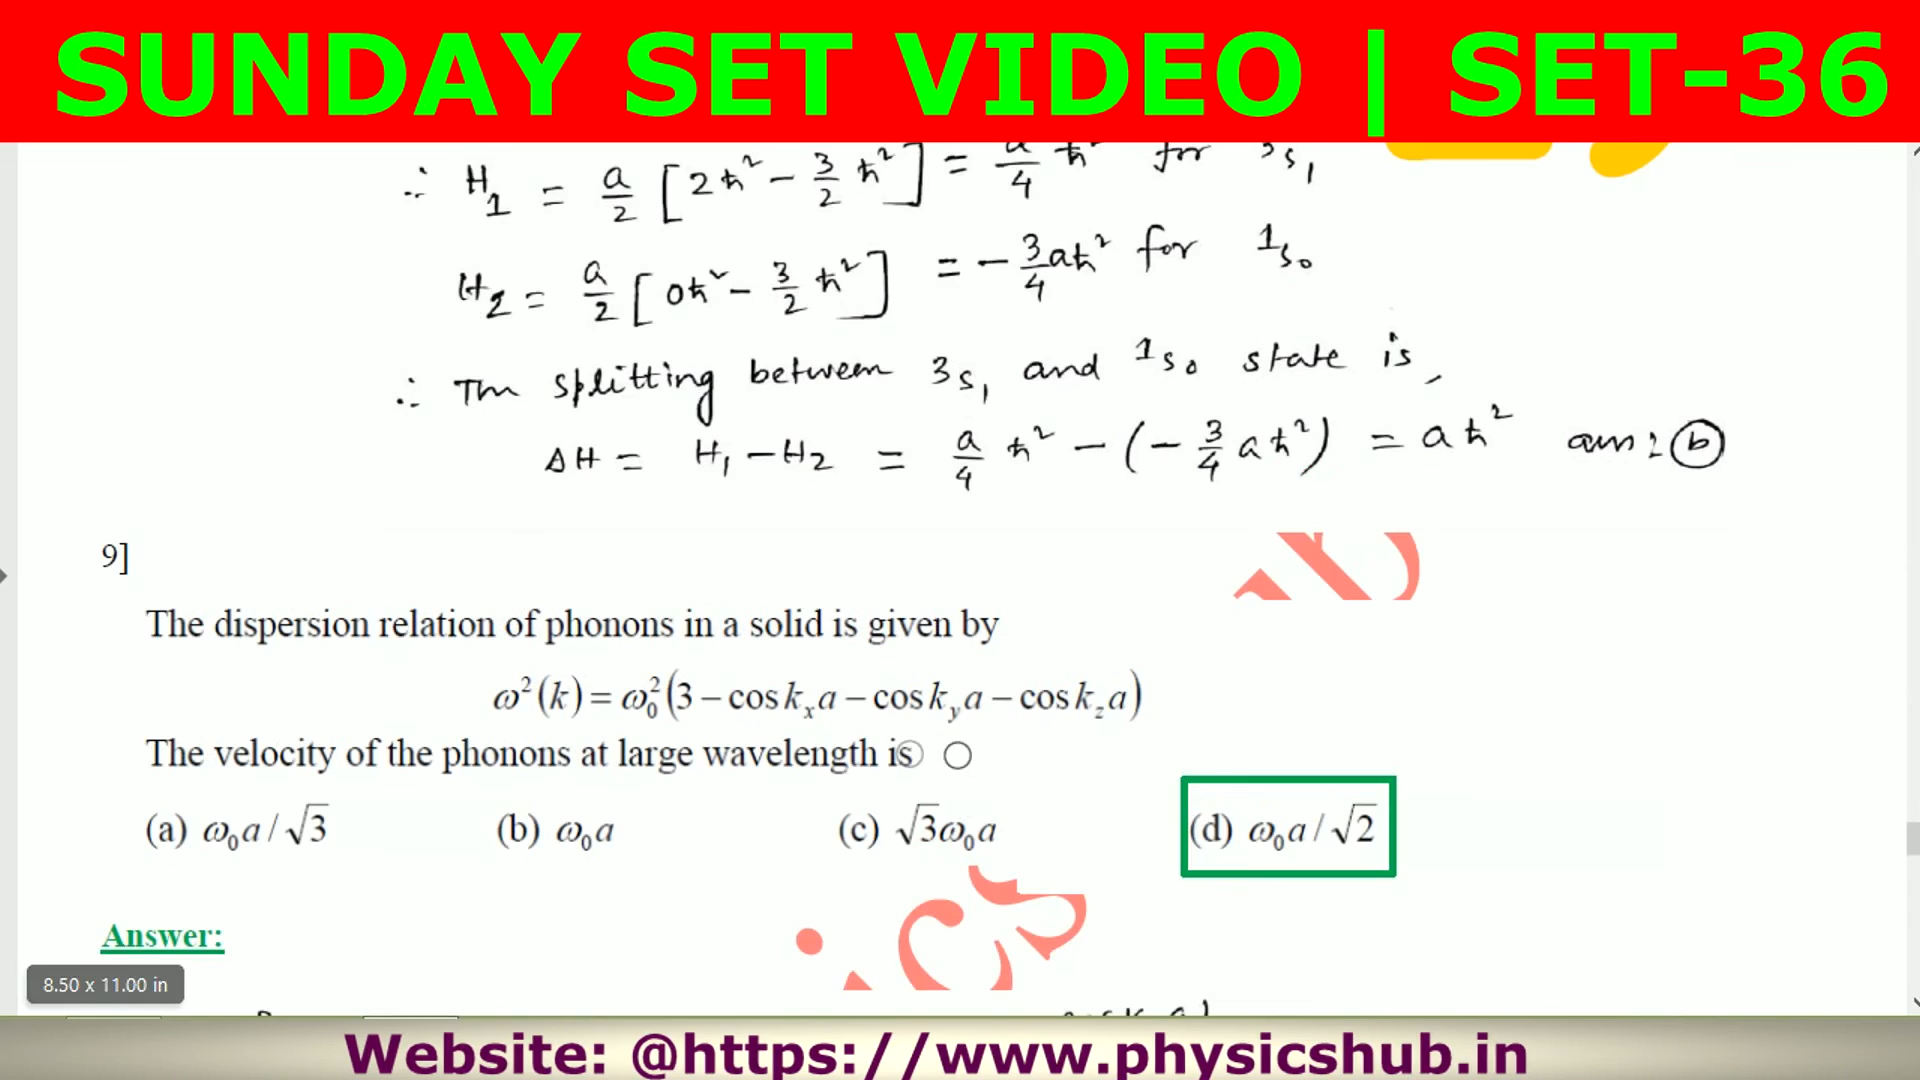 SUNDAY SET VIDEO | SET-36
∴ H₁ = a/2 [2ħ² − 3/2 ħ²] = a/4 ħ² for ³S₁
H₂ = a/2 [0ħ² − 3/2 ħ²] = − 3/4 aħ² for ¹S₀
∴ The splitting between 3S₁ and ¹S₀ state is,
ΔH = H₁ − H₂ = a/4 ħ² − (− 3/4 aħ²) = aħ² ans: (b)
9]
The dispersion relation of phonons in a solid is given by
ω²(k) = ω₀²(3 − cos kₓa − cos k_y a − cos k_z a)
The velocity of the phonons at large wavelength is
(a) ω₀a/√3 (b) ω₀a (c) √3ω₀a (d) ω₀a/√2
Answer:
8.50 x 11.00 in
Website: @https://www.physicshub.in